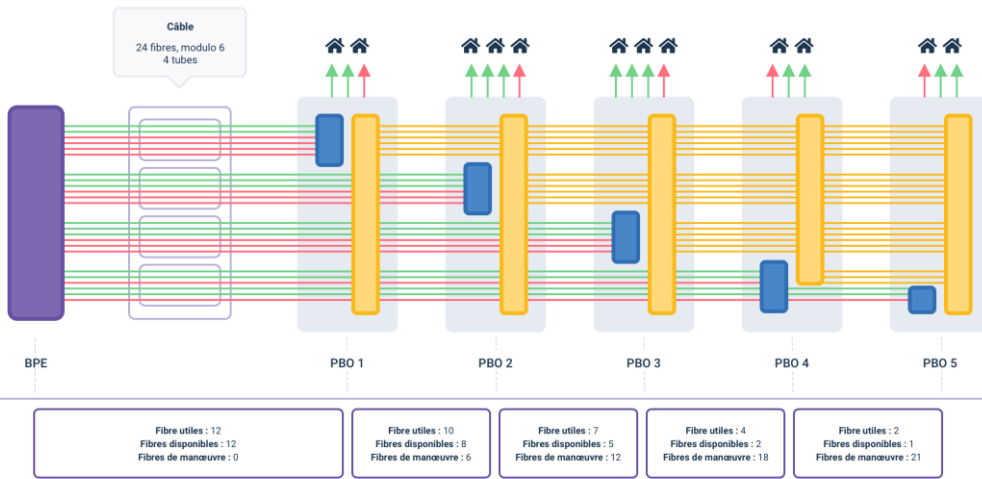 Câble
24 fibres, modulo 6
4 tubes
BPE
PBO 1
PBO 2
PBO 3
PBO 4
PBO 5
Fibre utiles : 12
Fibres disponibles : 12
Fibres de manœuvre : 0
Fibre utiles : 10
Fibres disponibles : 8
Fibres de manœuvre : 6
Fibre utiles : 7
Fibres disponibles : 5
Fibres de manœuvre : 12
Fibre utiles : 4
Fibres disponibles : 2
Fibres de manœuvre : 18
Fibre utiles : 2
Fibres disponibles : 1
Fibres de manœuvre : 21